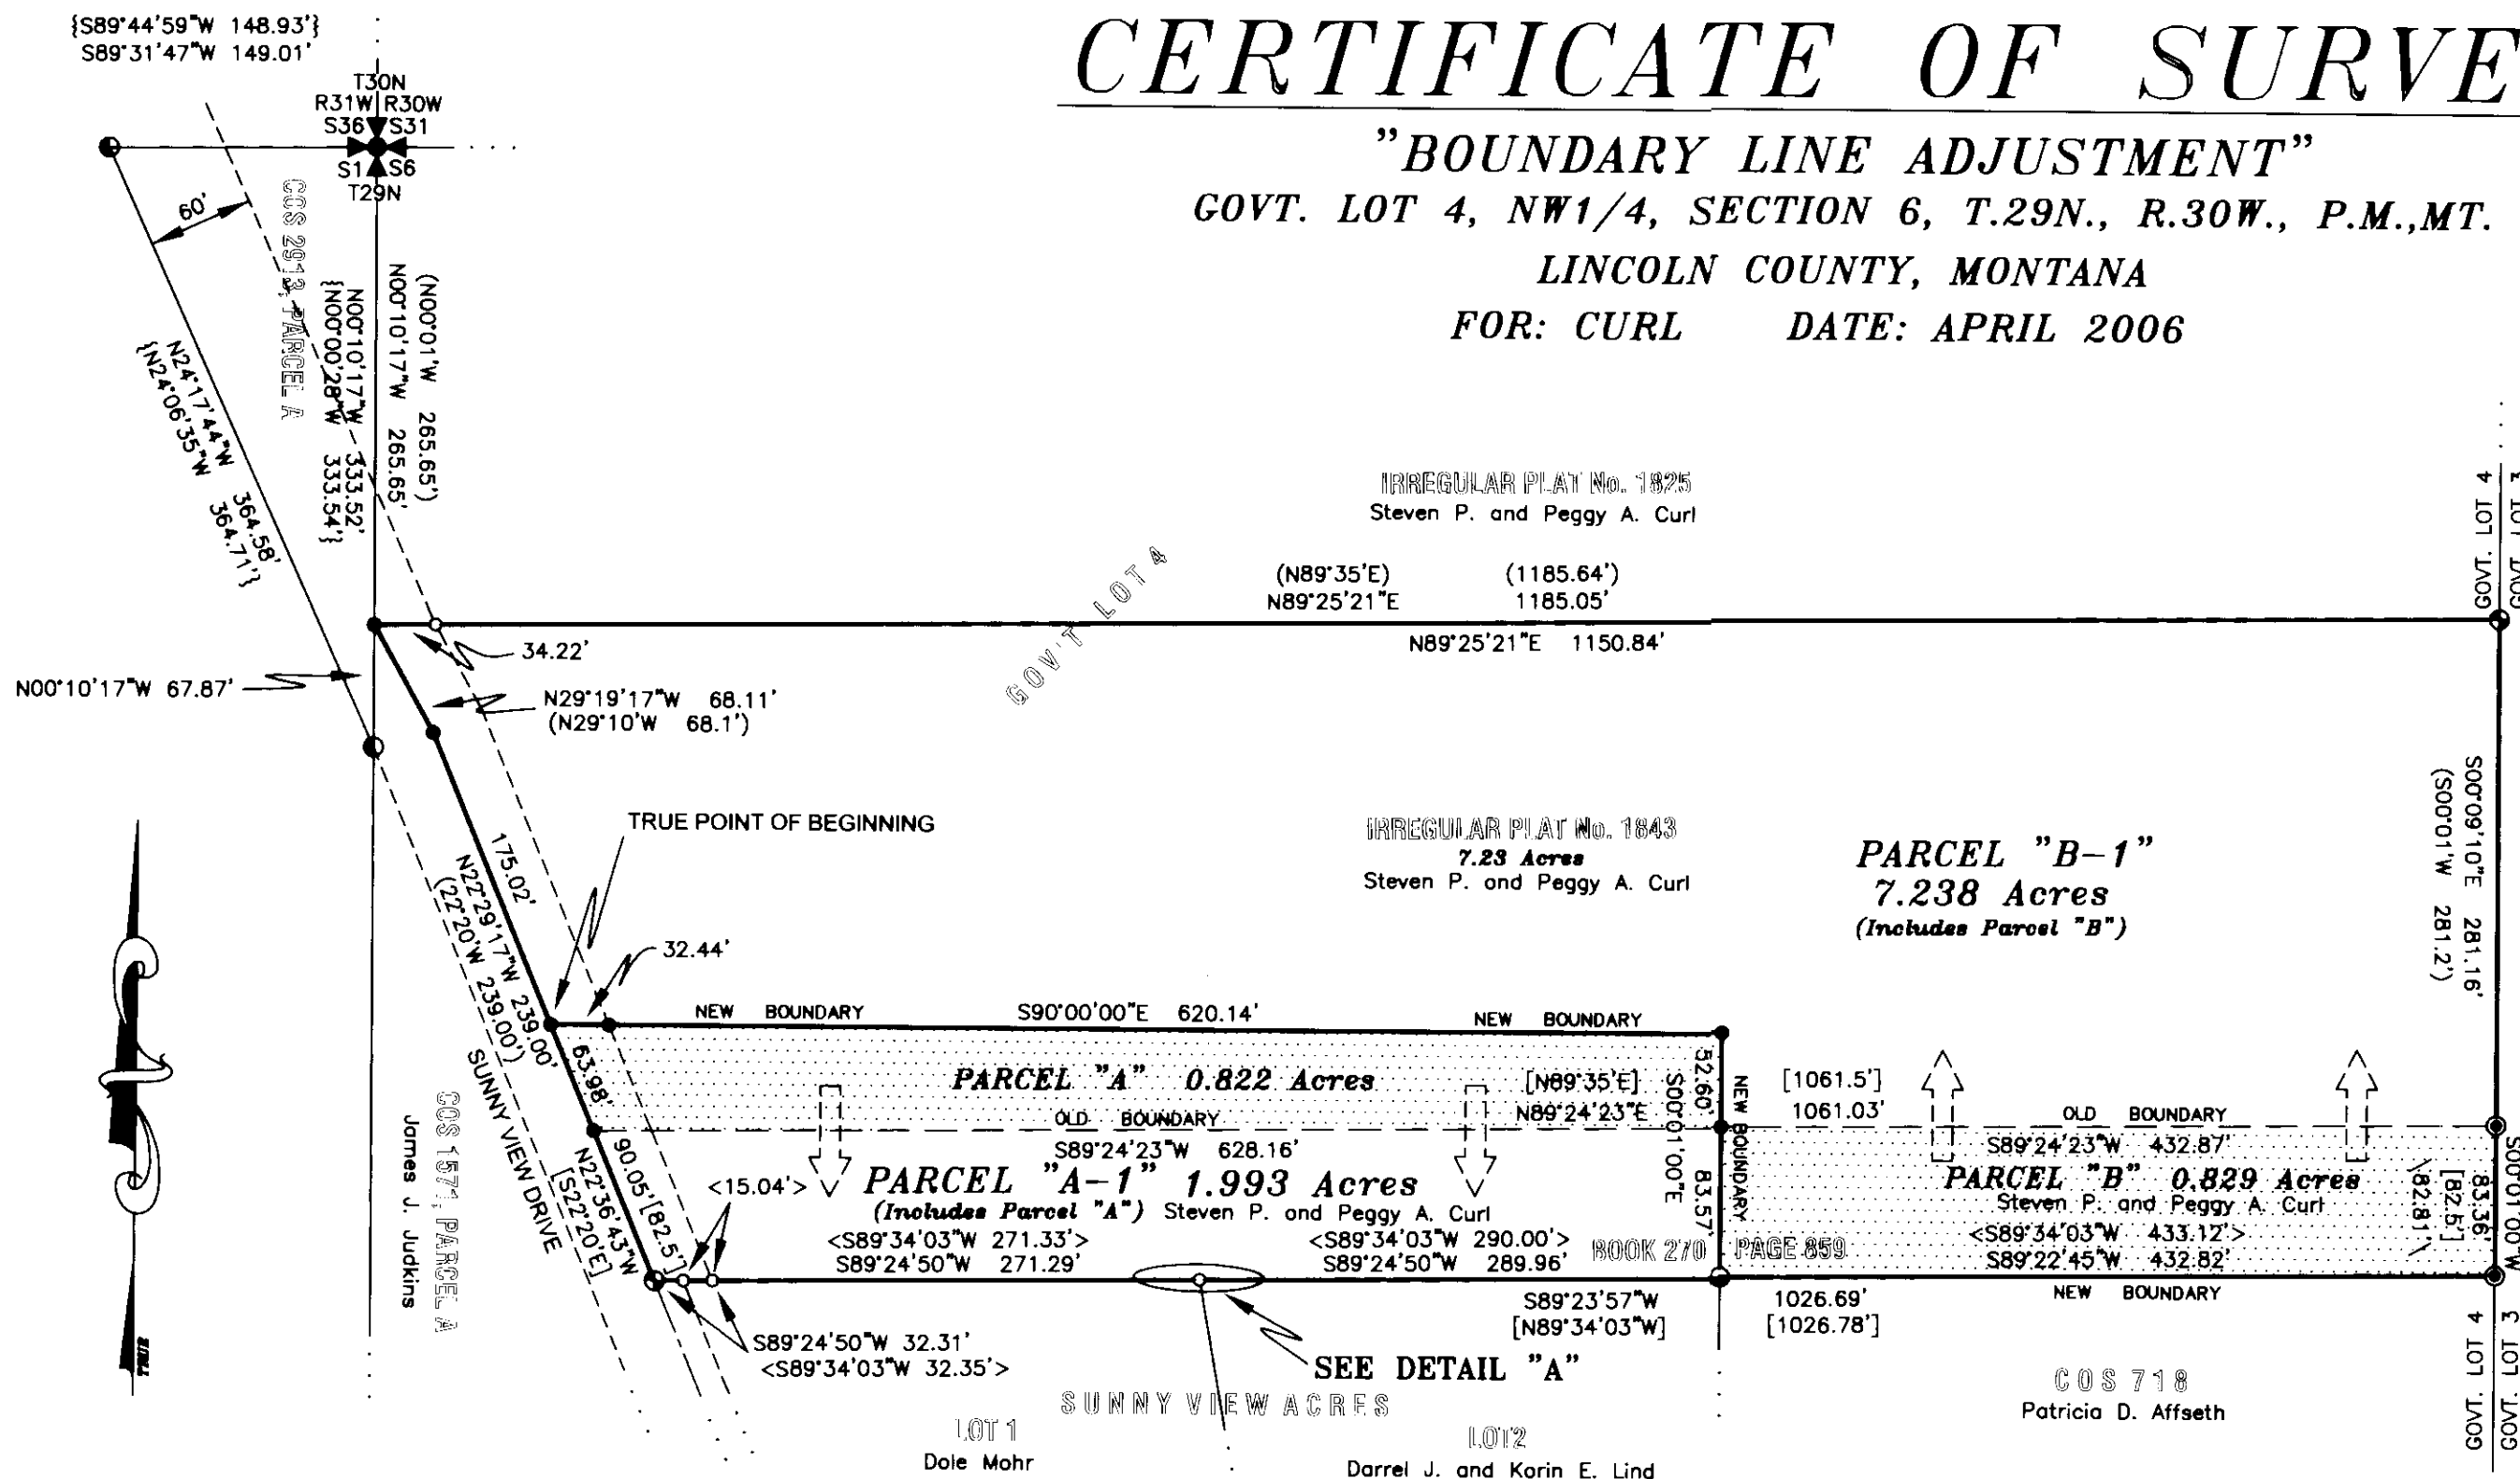 CERTIFICATE OF SURVE
"BOUNDARY LINE ADJUSTMENT"
GOVT. LOT 4, NW1/4, SECTION 6, T.29N., R.30W., P.M.,MT.
LINCOLN COUNTY, MONTANA
FOR: CURL DATE: APRIL 2006
{S89°44'59"W 148.93'}
S89°31'47"W 149.01'
T30N
R31W R30W
S36 S31
S1 S6
T29N
60'
COS 2913, PARCEL A
N24°17'44"W 364.58'
{N24°06'35"W 364.71'}
(N00°01'W 265.65')
N00°10'17"W 265.65'
N00°10'17"W 333.52'
{N00°00'28"W 333.54'}
IRREGULAR PLAT No. 1825
Steven P. and Peggy A. Curl
GOV'T LOT 4
(N89°35'E) (1185.64')
N89°25'21"E 1185.05'
N89°25'21"E 1150.84'
GOVT. LOT 4
GOVT. LOT 3
34.22'
N00°10'17"W 67.87'
N29°19'17"W 68.11'
(N29°10'W 68.1')
TRUE POINT OF BEGINNING
175.02'
N22°29'17"W 239.00'
(22°20'W 239.00')
32.44'
IRREGULAR PLAT No. 1843
7.23 Acres
Steven P. and Peggy A. Curl
PARCEL "B-1"
7.238 Acres
(Includes Parcel "B")
S00°09'10"E 281.16'
(S00°01'W 281.2')
NEW BOUNDARY S90°00'00"E 620.14' NEW BOUNDARY
63.98'
PARCEL "A" 0.822 Acres
[N89°35'E] [1061.5']
N89°24'23"E 1061.03'
OLD BOUNDARY
S89°24'23"W 628.16'
52.60'
S00°01'00"E
83.57'
NEW BOUNDARY
OLD BOUNDARY
S89°24'23"W 432.87'
PARCEL "B" 0.829 Acres
Steven P. and Peggy A. Curl
<S89°34'03"W 433.12'>
S89°22'45"W 432.82'
NEW BOUNDARY
\82.81'\
[82.5']
83.36'
S00°01'00"W
90.05'[82.5']
N22°36'43"W
[S22°20'E]
<15.04'>
PARCEL "A-1" 1.993 Acres
(Includes Parcel "A") Steven P. and Peggy A. Curl
<S89°34'03"W 271.33'> <S89°34'03"W 290.00'>
S89°24'50"W 271.29' S89°24'50"W 289.96'
BOOK 270 PAGE 859
SUNNY VIEW DRIVE
COS 1571, PARCEL A
James J. Judkins
TRUE
S89°24'50"W 32.31'
<S89°34'03"W 32.35'>
S89°23'57"W 1026.69'
[N89°34'03"W] [1026.78']
SEE DETAIL "A"
SUNNY VIEW ACRES
LOT 1
Dole Mohr
LOT2
Darrel J. and Korin E. Lind
COS 718
Patricia D. Affseth
GOVT. LOT 4
GOVT. LOT 3